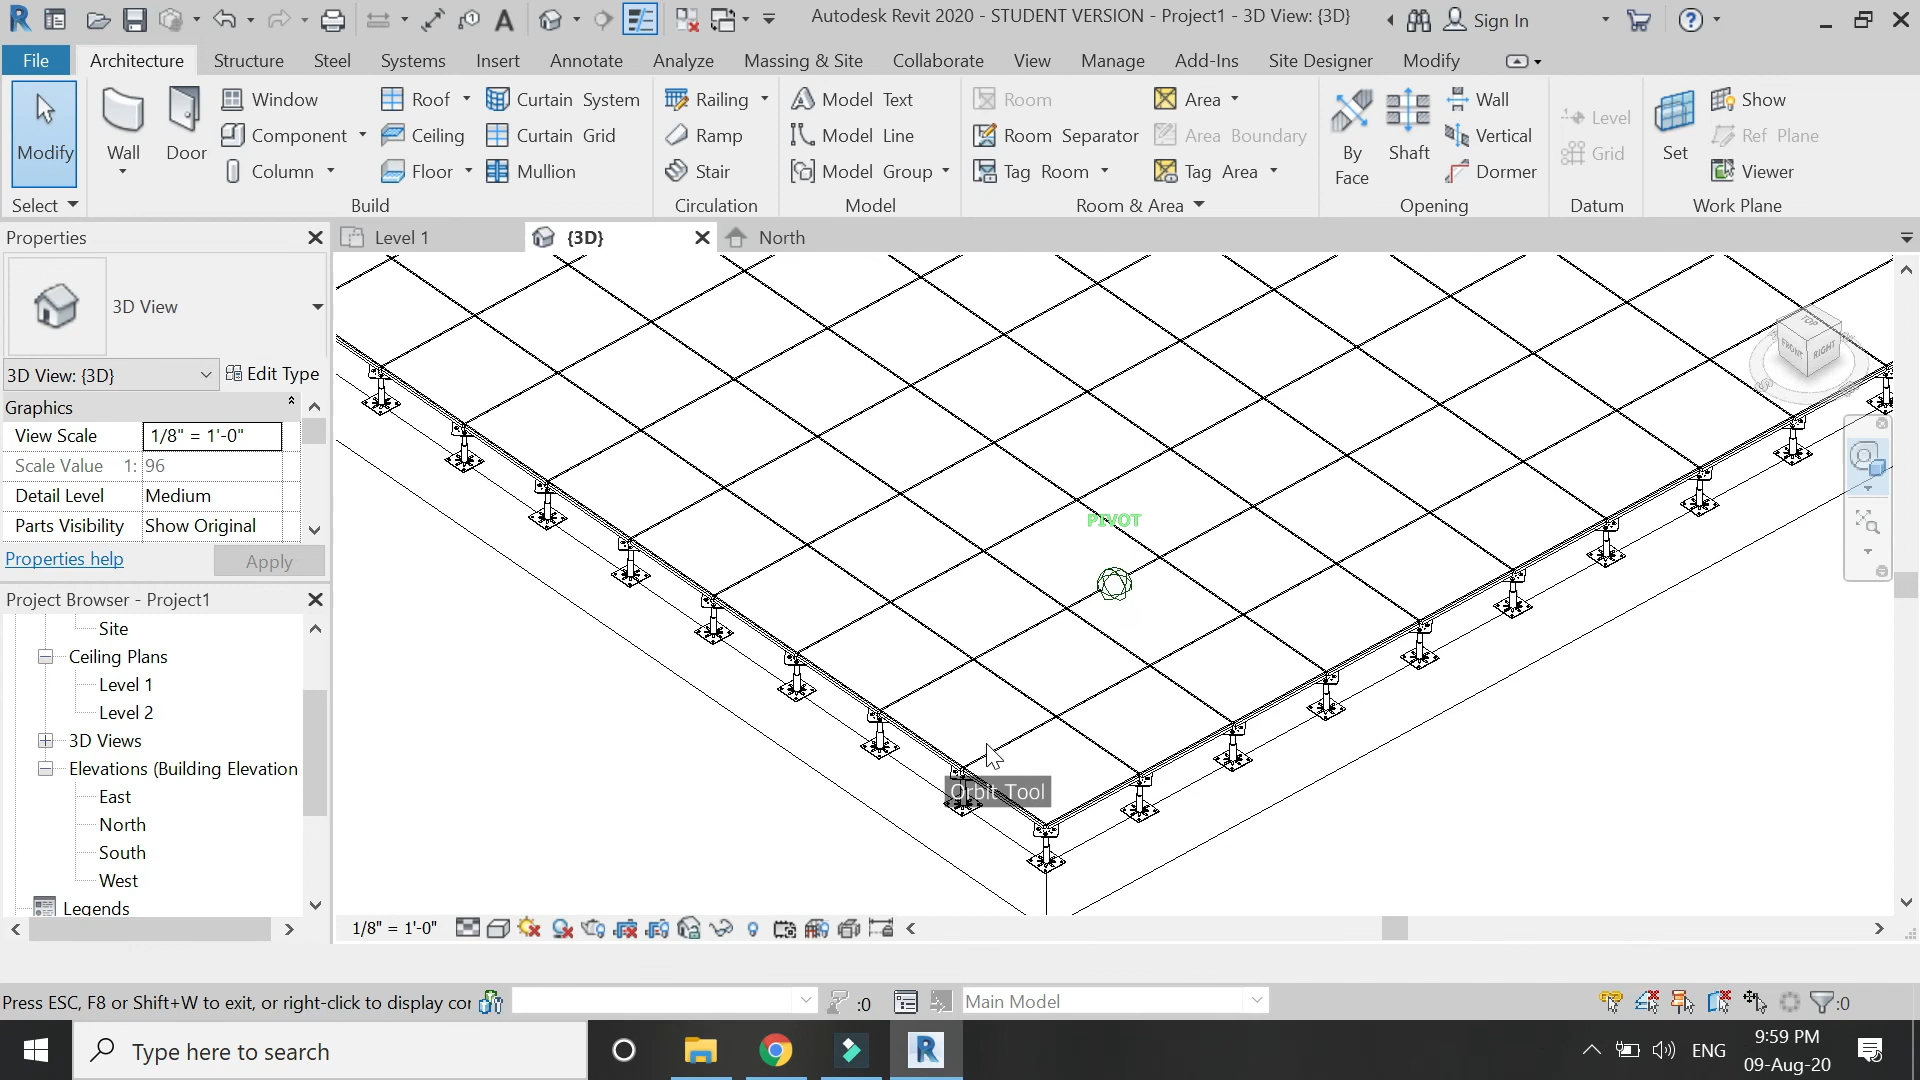 Autodesk Revit 2020 - STUDENT VERSION - Project1 - 3D View: {3D}
Sign In
File Architecture Structure Steel Systems Insert Annotate Analyze Massing & Site Collaborate View Manage Add-Ins Site Designer Modify
Modify
Wall
Door
Window
Component
Column
Roof
Ceiling
Floor
Curtain System
Curtain Grid
Mullion
Railing
Ramp
Stair
Model Text
Model Line
Model Group
Room
Room Separator
Tag Room
Area
Area Boundary
Tag Area
By Face
Shaft
Wall
Vertical
Dormer
Level
Grid
Set
Show
Ref Plane
Viewer
Select Build Circulation Model Room & Area Opening Datum Work Plane
Properties
Level 1
{3D}
North
3D View
3D View: {3D}
Edit Type
Graphics
View Scale 1/8" = 1'-0"
Scale Value 1: 96
Detail Level Medium
Parts Visibility Show Original
Properties help
Apply
Project Browser - Project1
Site
Ceiling Plans
Level 1
Level 2
3D Views
Elevations (Building Elevation
East
North
South
West
Legends
PIVOT
Orbit Tool
TOP
FRONT
RIGHT
1/8" = 1'-0"
Press ESC, F8 or Shift+W to exit, or right-click to display cor
:0
Main Model
:0
Type here to search
ENG
9:59 PM
09-Aug-20